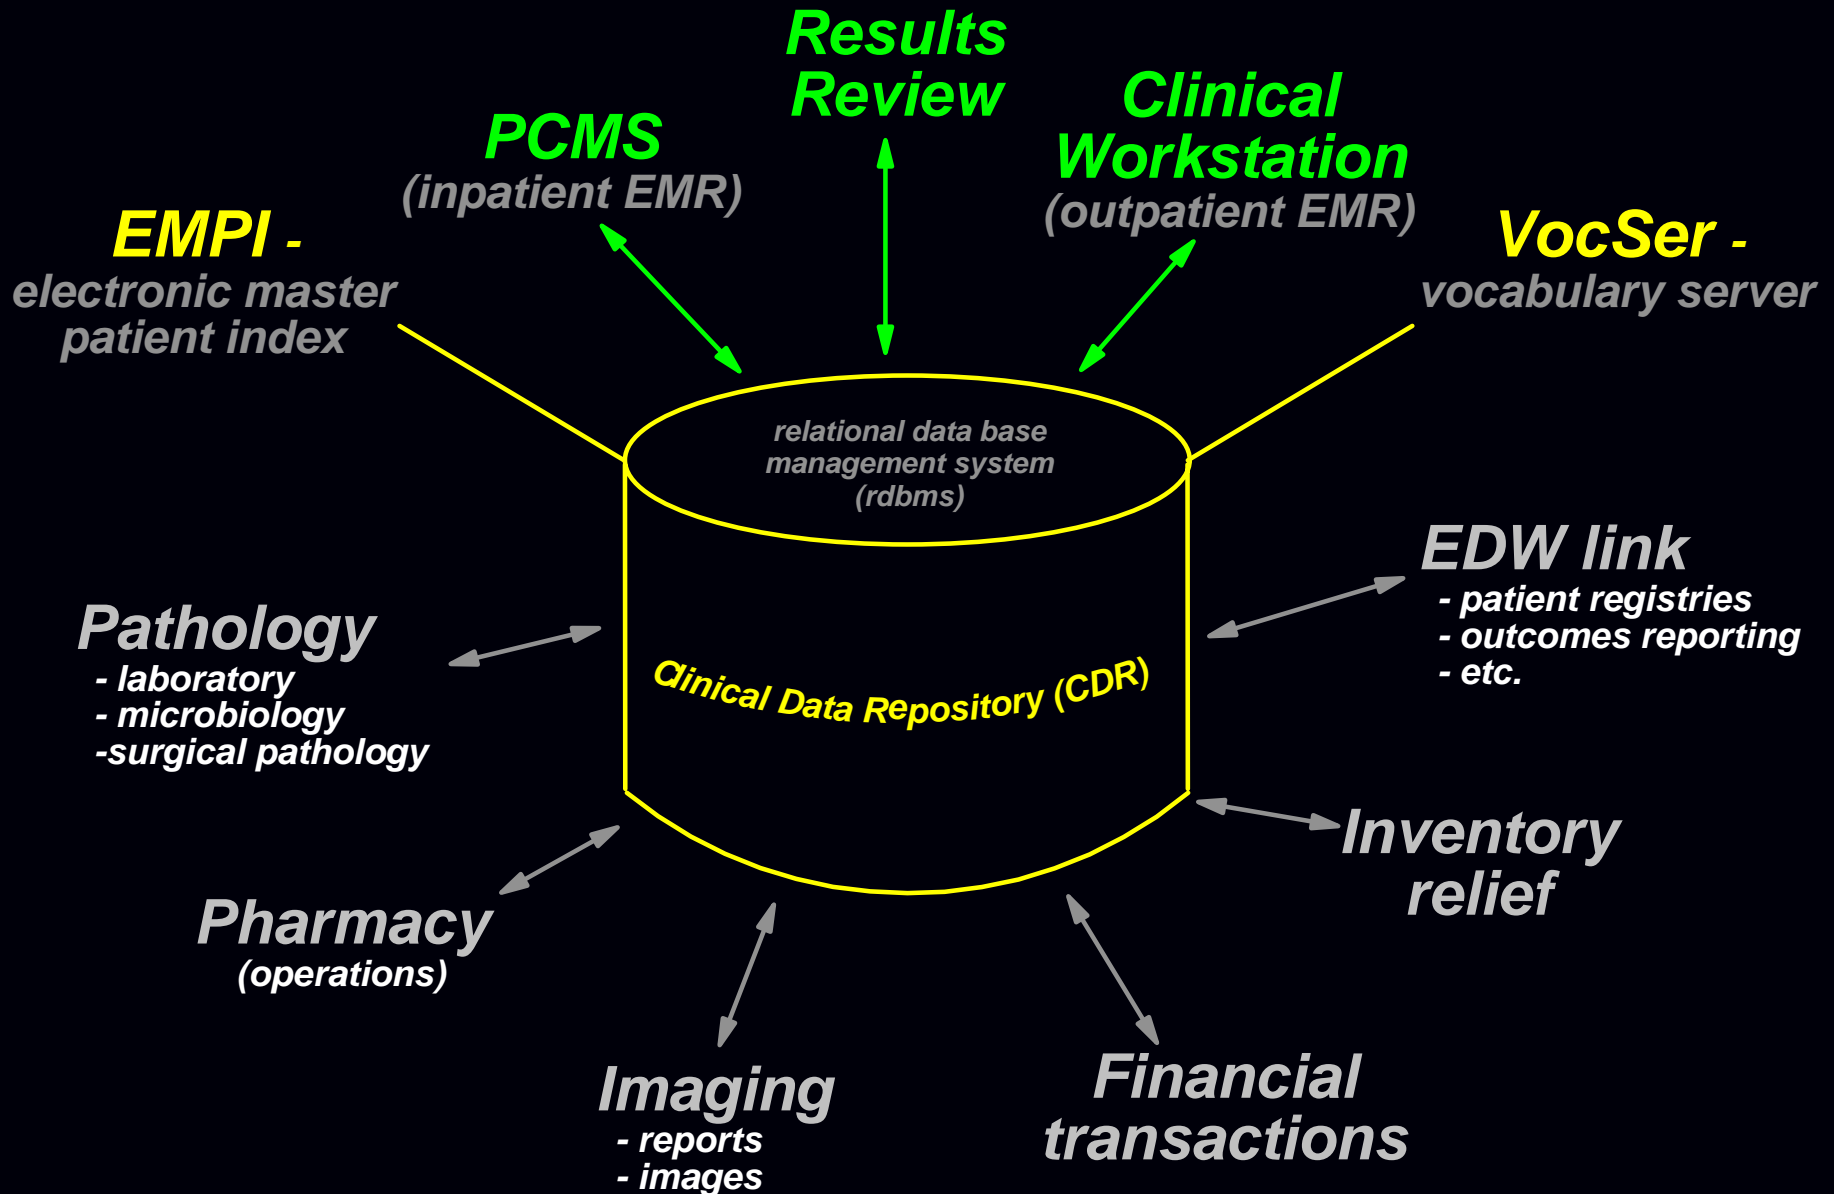 Results
Review
PCMS
(inpatient EMR)
Clinical
Workstation
(outpatient EMR)
EMPI -
electronic master
patient index
VocSer -
vocabulary server
relational data base
management system
(rdbms)
Clinical Data Repository (CDR)
Pathology
- laboratory
- microbiology
-surgical pathology
EDW link
- patient registries
- outcomes reporting
- etc.
Inventory
relief
Pharmacy
(operations)
Imaging
- reports
- images
Financial
transactions